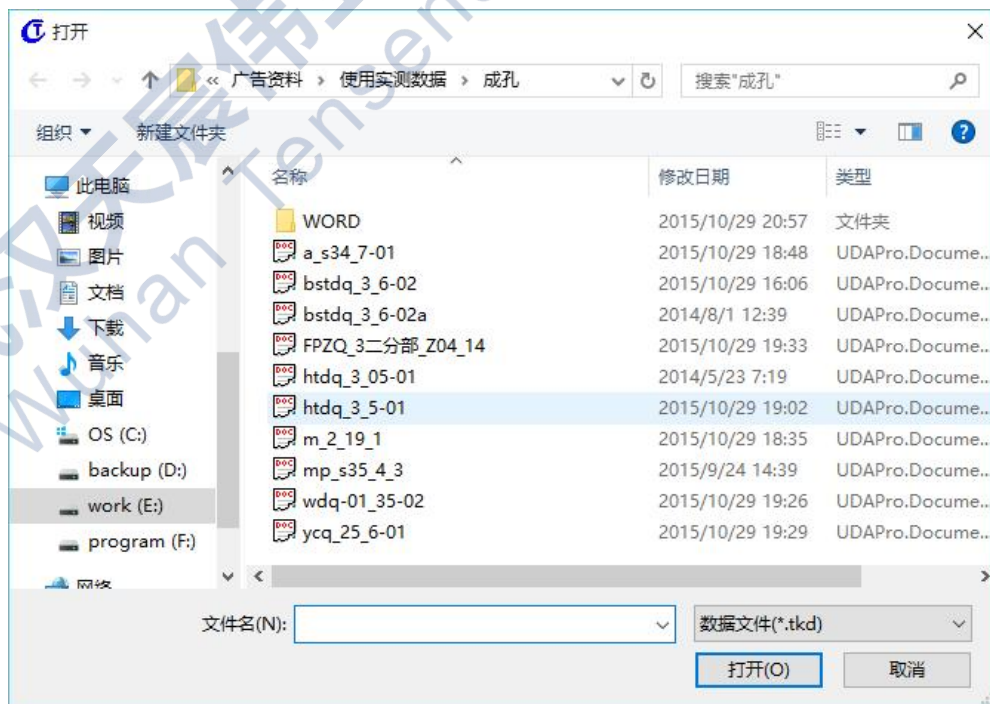 打开
« 广告资料 › 使用实测数据 › 成孔
搜索"成孔"
组织
新建文件夹
名称 修改日期 类型
此电脑
视频
图片
文档
下载
音乐
桌面
OS (C:)
backup (D:)
work (E:)
program (F:)
网络
WORD 2015/10/29 20:57 文件夹
a_s34_7-01 2015/10/29 18:48 UDAPro.Docume...
bstdq_3_6-02 2015/10/29 16:06 UDAPro.Docume...
bstdq_3_6-02a 2014/8/1 12:39 UDAPro.Docume...
FPZQ_3二分部_Z04_14 2015/10/29 19:33 UDAPro.Docume...
htdq_3_05-01 2014/5/23 7:19 UDAPro.Docume...
htdq_3_5-01 2015/10/29 19:02 UDAPro.Docume...
m_2_19_1 2015/10/29 18:35 UDAPro.Docume...
mp_s35_4_3 2015/9/24 14:39 UDAPro.Docume...
wdq-01_35-02 2015/10/29 19:26 UDAPro.Docume...
ycq_25_6-01 2015/10/29 19:29 UDAPro.Docume...
文件名(N):
数据文件(*.tkd)
打开(O)
取消
汉天宸伟
Wuhan Tensen